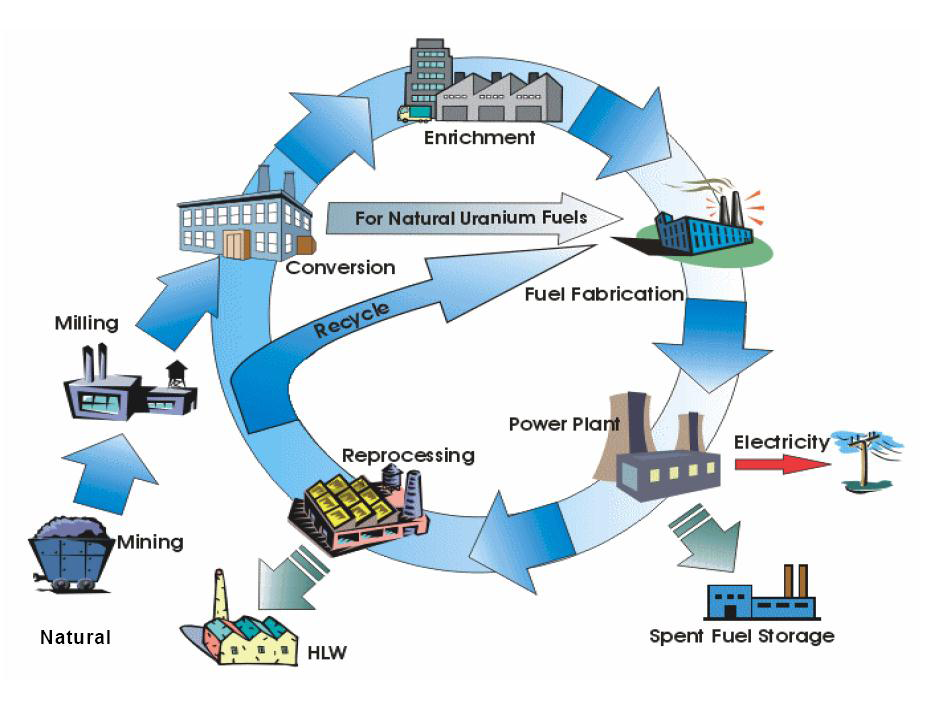 Enrichment
For Natural Uranium Fuels
Conversion
Fuel Fabrication
Recycle
Milling
Power Plant
Electricity
Reprocessing
Mining
Natural
HLW
Spent Fuel Storage